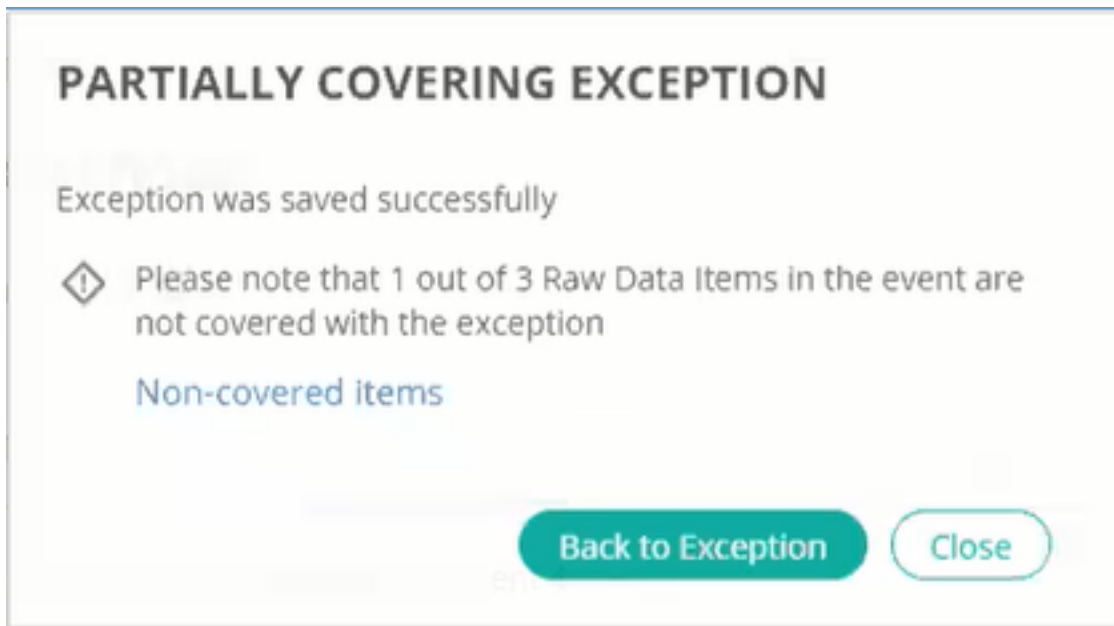 PARTIALLY COVERING EXCEPTION
Exception was saved successfully
Please note that 1 out of 3 Raw Data Items in the event are
not covered with the exception
Non-covered items
Back to Exception
Close